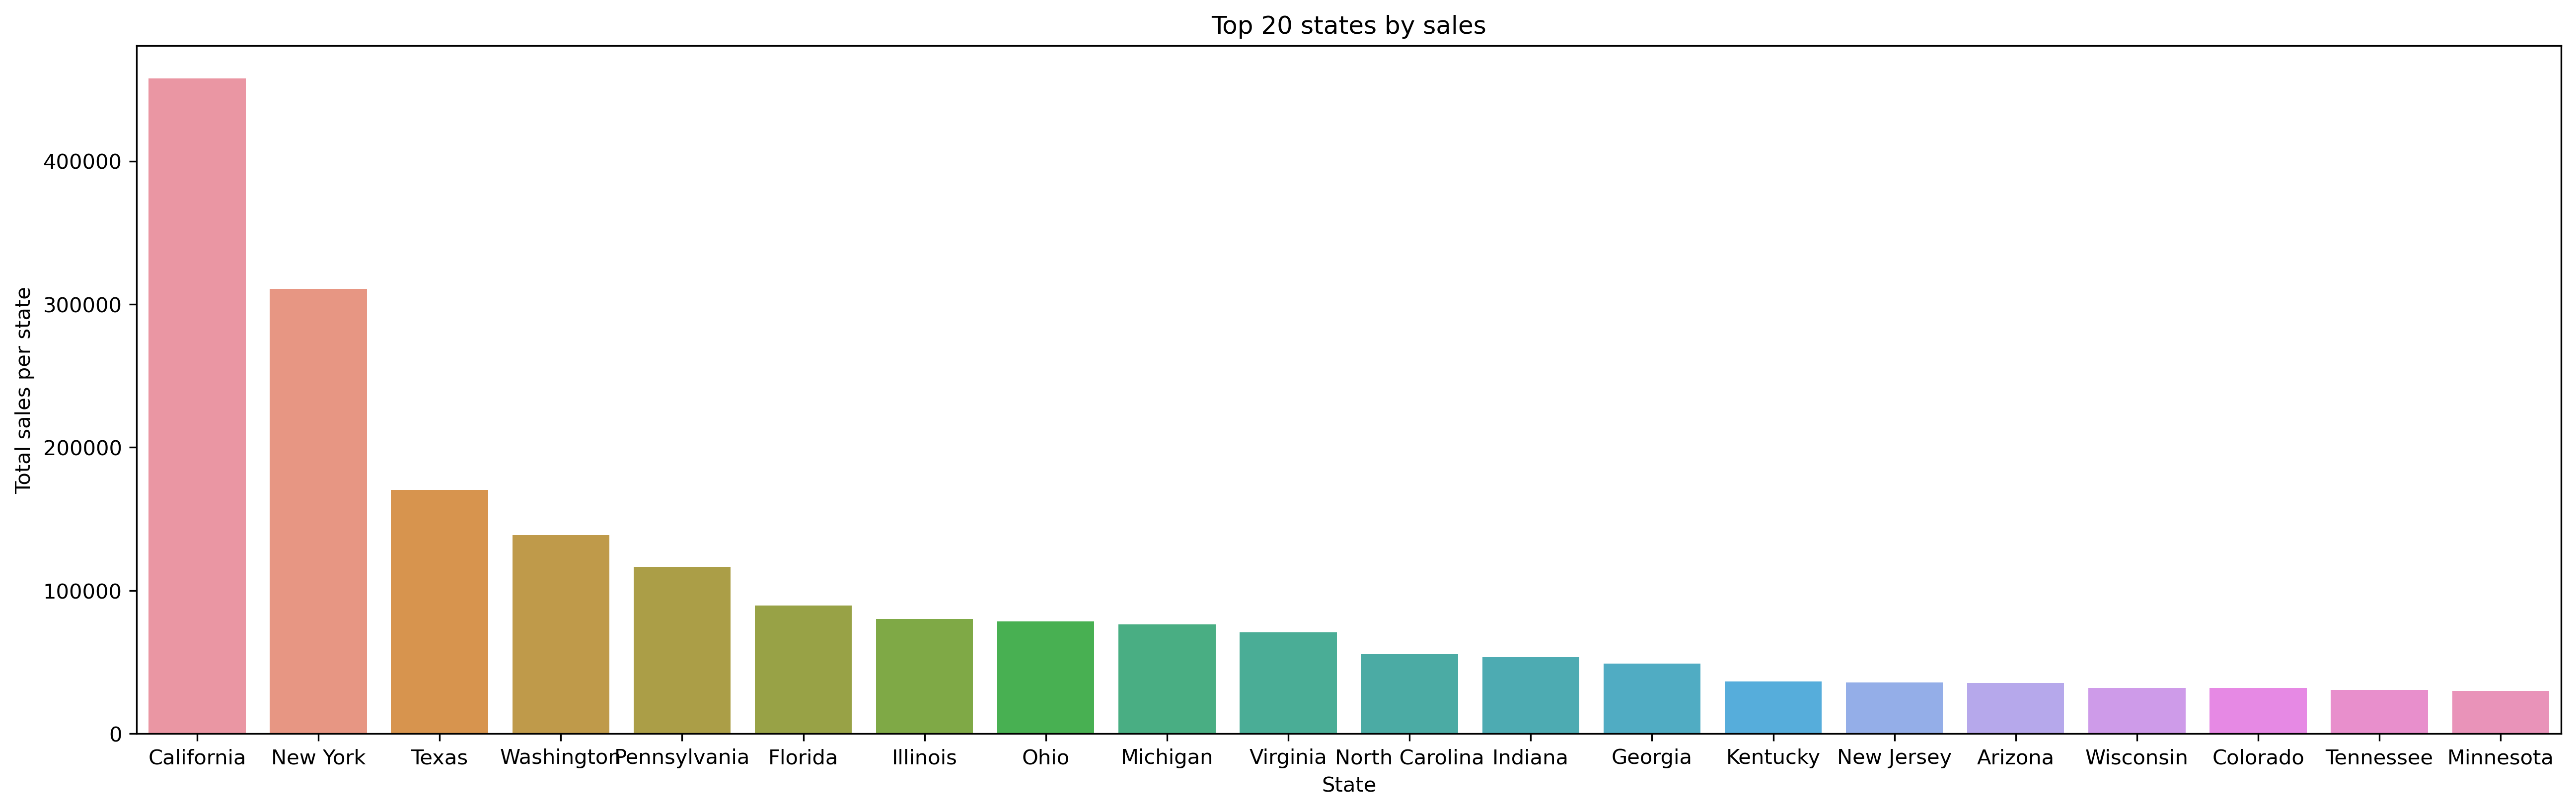 Top 20 states by sales
Total sales per state
400000
300000
200000
100000
0
California New York Texas Washington Pennsylvania Florida Illinois Ohio Michigan Virginia North Carolina Indiana Georgia Kentucky New Jersey Arizona Wisconsin Colorado Tennessee Minnesota
State